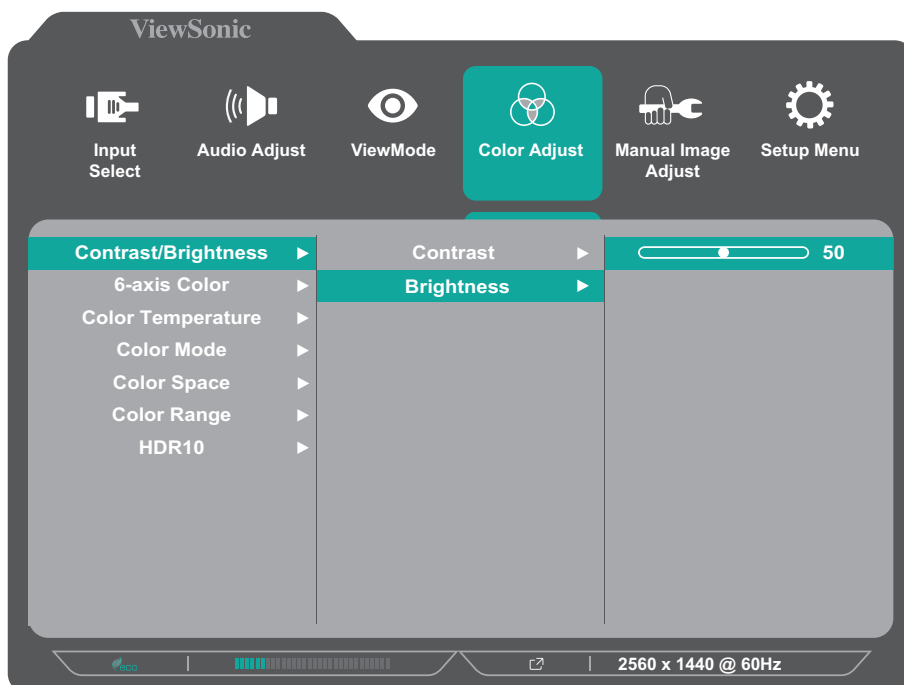 ViewSonic
Input Select
Audio Adjust
ViewMode
Color Adjust
Manual Image Adjust
Setup Menu
Contrast/Brightness
Contrast
50
6-axis Color
Brightness
Color Temperature
Color Mode
Color Space
Color Range
HDR10
eco
2560 x 1440 @ 60Hz